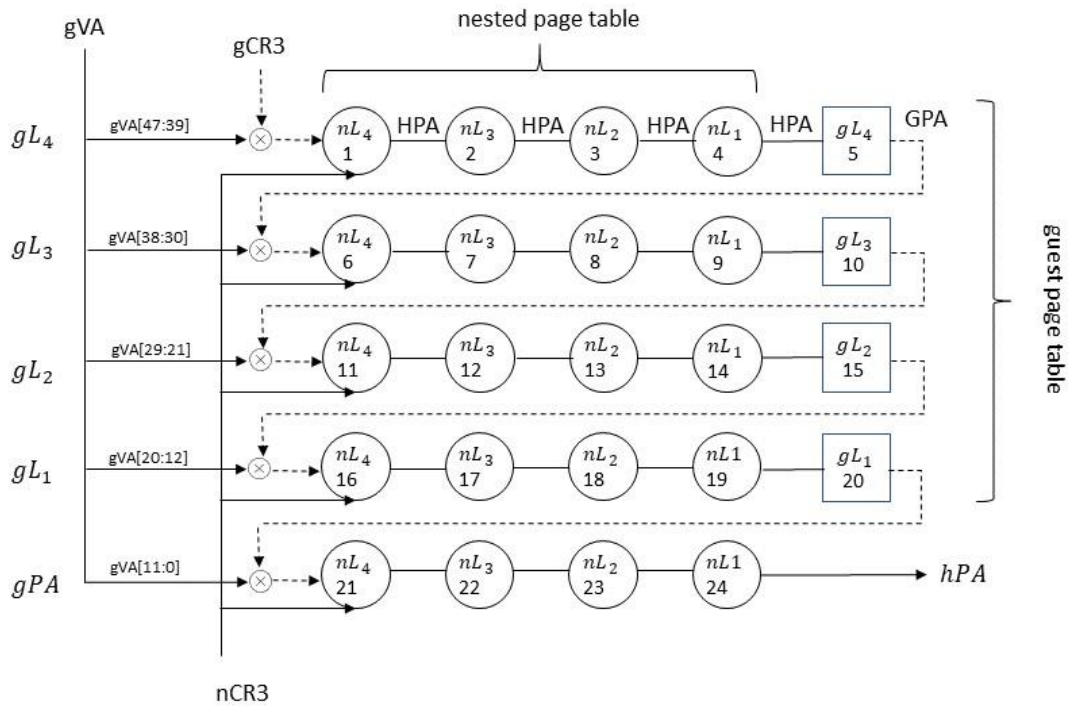 nested page table
gVA
gCR3
gL₄ gVA[47:39] ⊗ nL₄ HPA nL₃ HPA nL₂ HPA nL₁ HPA gL₄ GPA
1 2 3 4 5
gL₃ gVA[38:30] ⊗ nL₄ nL₃ nL₂ nL₁ gL₃
6 7 8 9 10
gL₂ gVA[29:21] ⊗ nL₄ nL₃ nL₂ nL₁ gL₂
11 12 13 14 15
gL₁ gVA[20:12] ⊗ nL₄ nL₃ nL₂ nL1 gL₁
16 17 18 19 20
gPA gVA[11:0] ⊗ nL₄ nL₃ nL₂ nL1 hPA
21 22 23 24
guest page table
nCR3